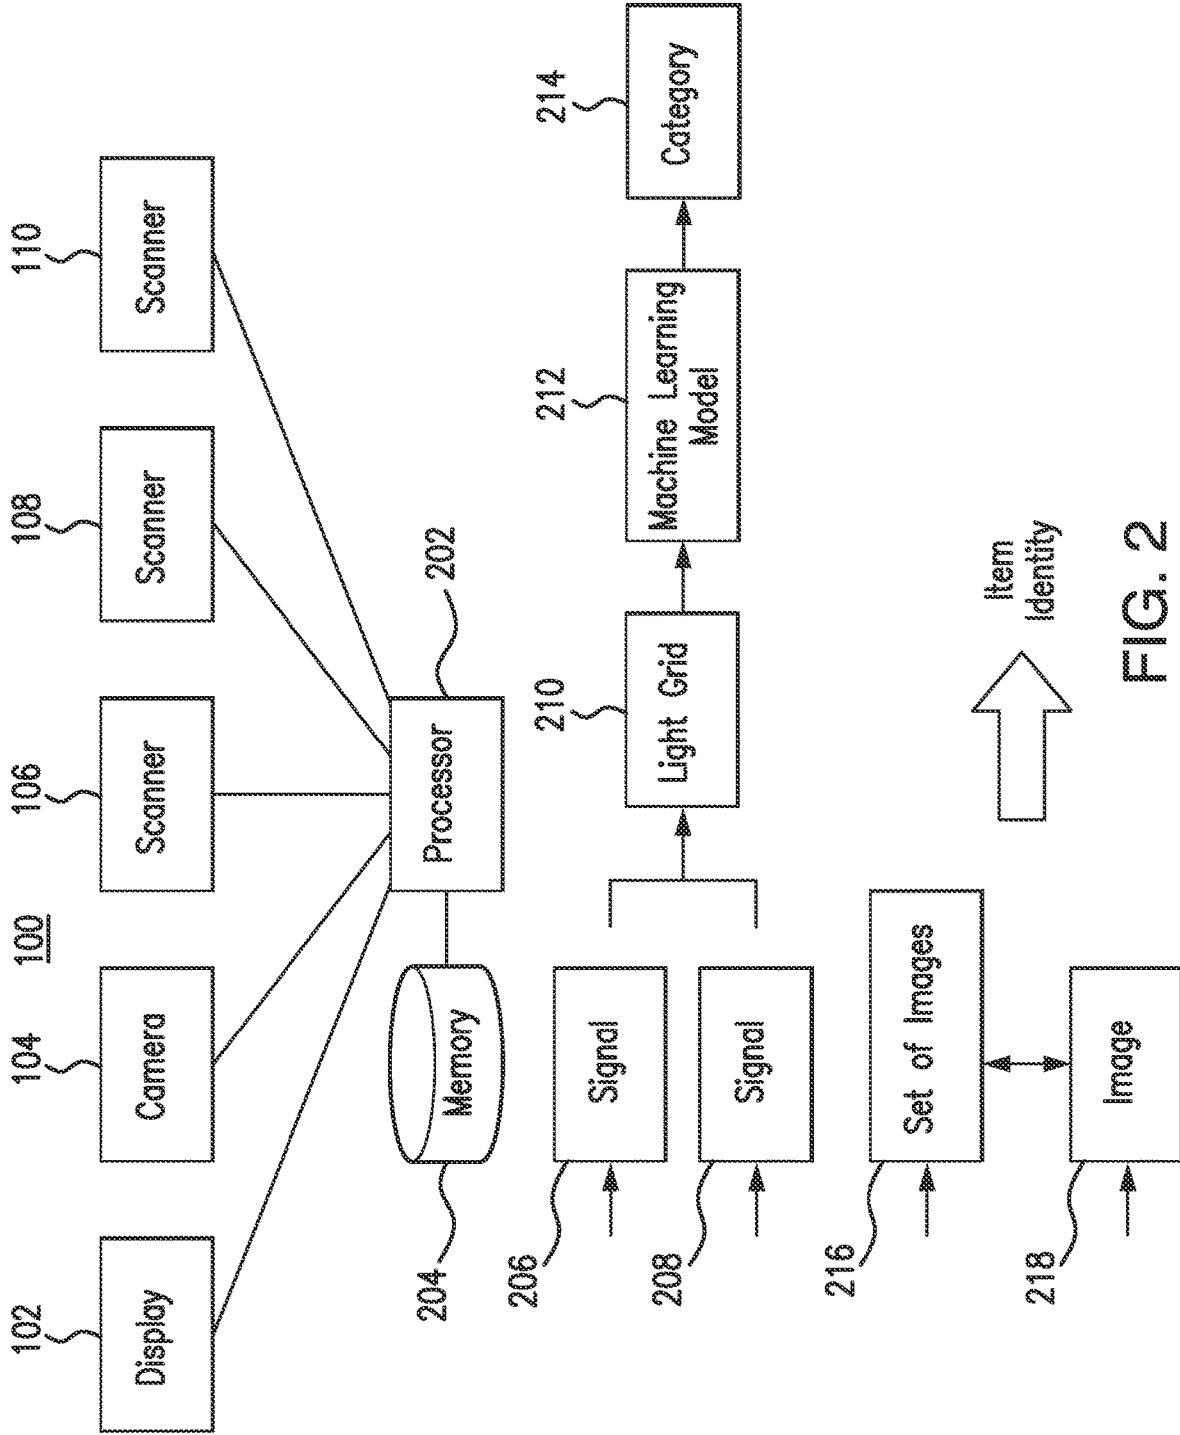 100
102
104
106
108
110
Display
Camera
Scanner
Scanner
Scanner
204
Memory
Processor
202
206
Signal
208
Signal
210
Light Grid
212
Machine Learning
Model
214
Category
216
Set of Images
218
Image
Item
Identity
FIG. 2